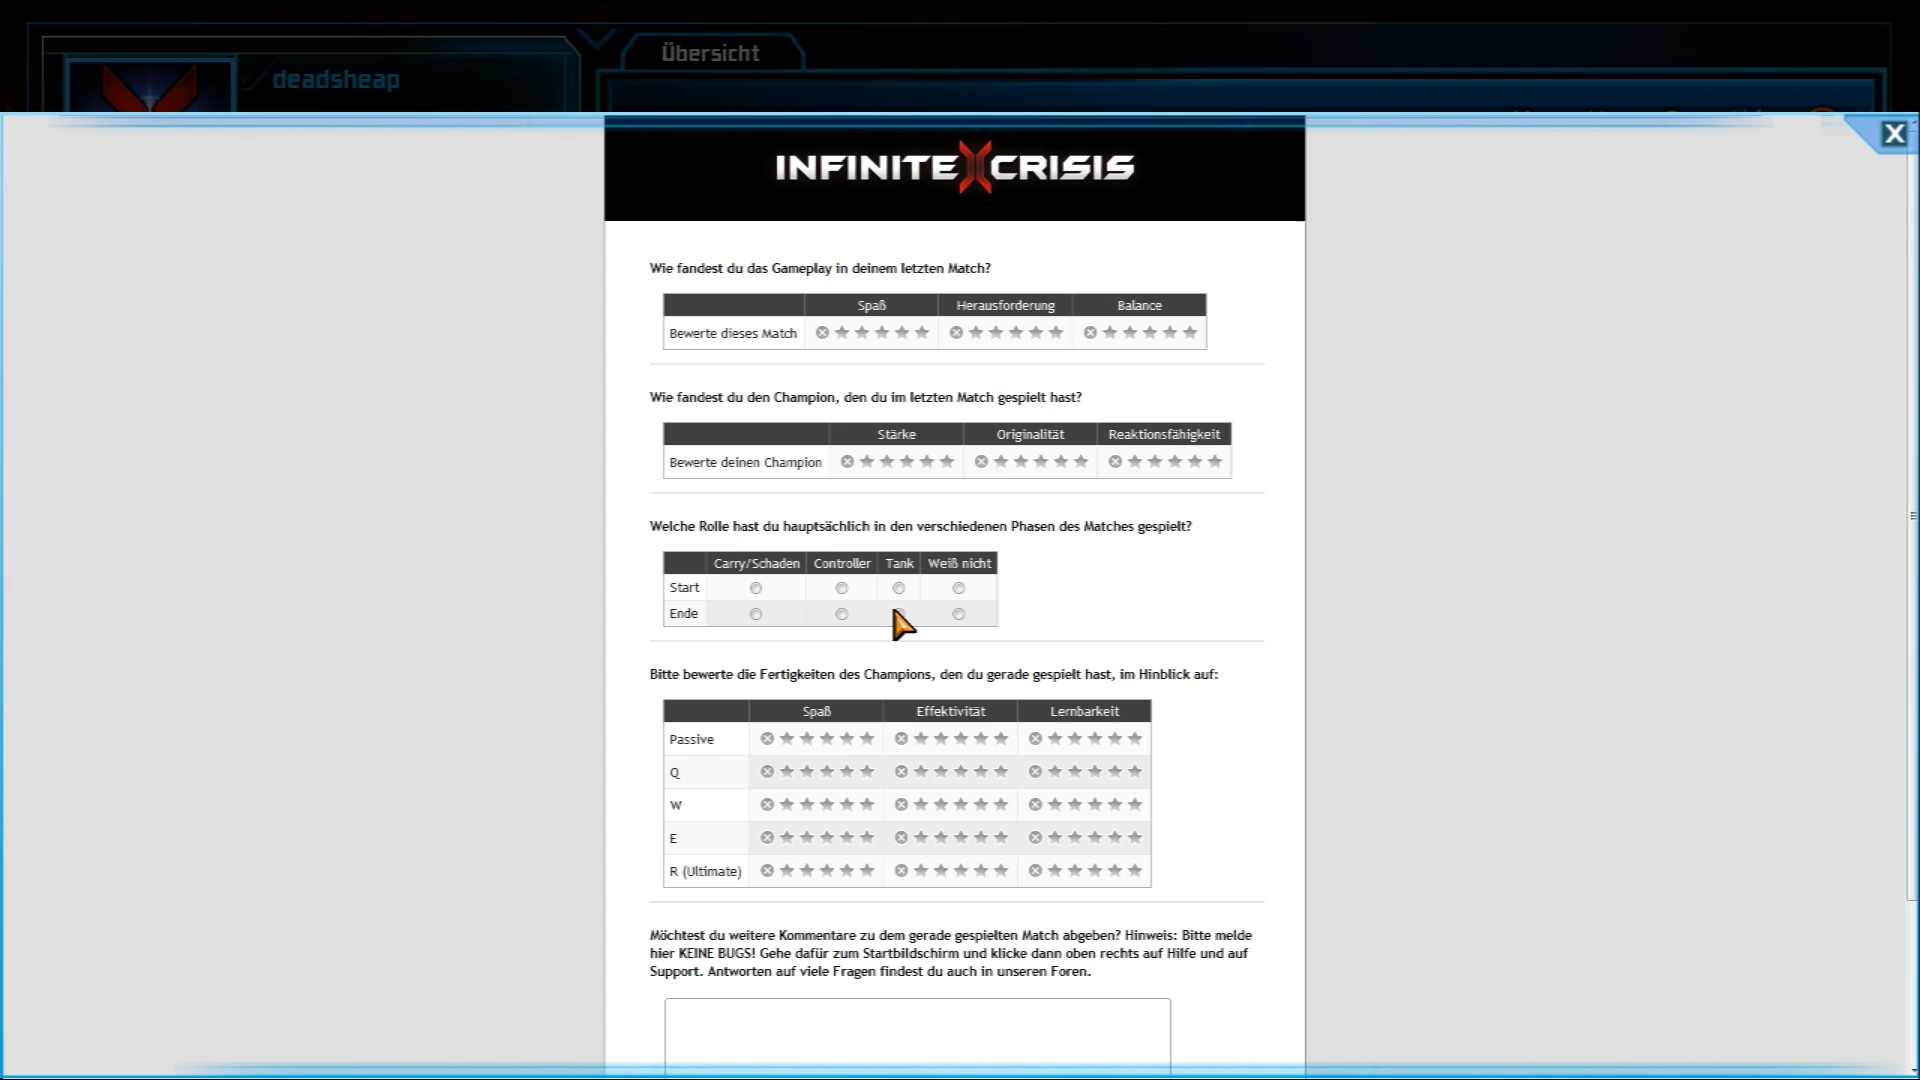 Übersicht
deadsheap
X
INFINITE CRISIS
Wie fandest du das Gameplay in deinem letzten Match?
Spaß Herausforderung Balance
Bewerte dieses Match
Wie fandest du den Champion, den du im letzten Match gespielt hast?
Stärke Originalität Reaktionsfähigkeit
Bewerte deinen Champion
Welche Rolle hast du hauptsächlich in den verschiedenen Phasen des Matches gespielt?
Carry/Schaden Controller Tank Weiß nicht
Start
Ende
Bitte bewerte die Fertigkeiten des Champions, den du gerade gespielt hast, im Hinblick auf:
Spaß Effektivität Lernbarkeit
Passive
Q
W
E
R (Ultimate)
Möchtest du weitere Kommentare zu dem gerade gespielten Match abgeben? Hinweis: Bitte melde
hier KEINE BUGS! Gehe dafür zum Startbildschirm und klicke dann oben rechts auf Hilfe und auf
Support. Antworten auf viele Fragen findest du auch in unseren Foren.